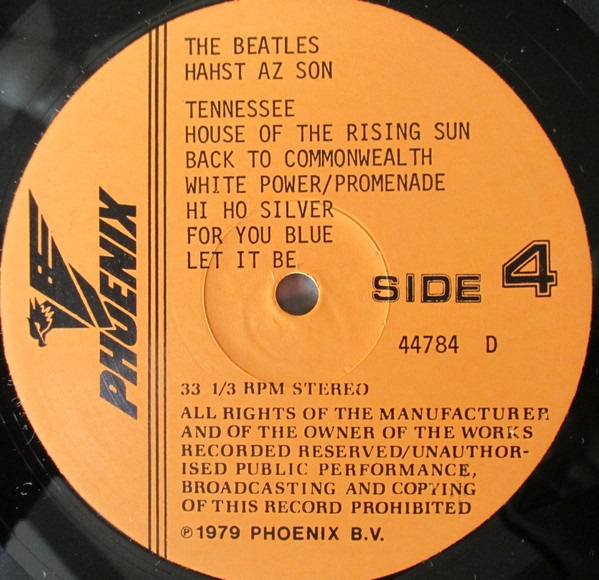 THE BEATLES
HAHST AZ SON
TENNESSEE
HOUSE OF THE RISING SUN
BACK TO COMMONWEALTH
WHITE POWER/PROMENADE
HI HO SILVER
FOR YOU BLUE
LET IT BE
PHOENIX
SIDE 4
44784 D
33 1/3 RPM STEREO
ALL RIGHTS OF THE MANUFACTURER
AND OF THE OWNER OF THE WORKS
RECORDED RESERVED/UNAUTHOR-
ISED PUBLIC PERFORMANCE,
BROADCASTING AND COPYING
OF THIS RECORD PROHIBITED
℗ 1979 PHOENIX B.V.